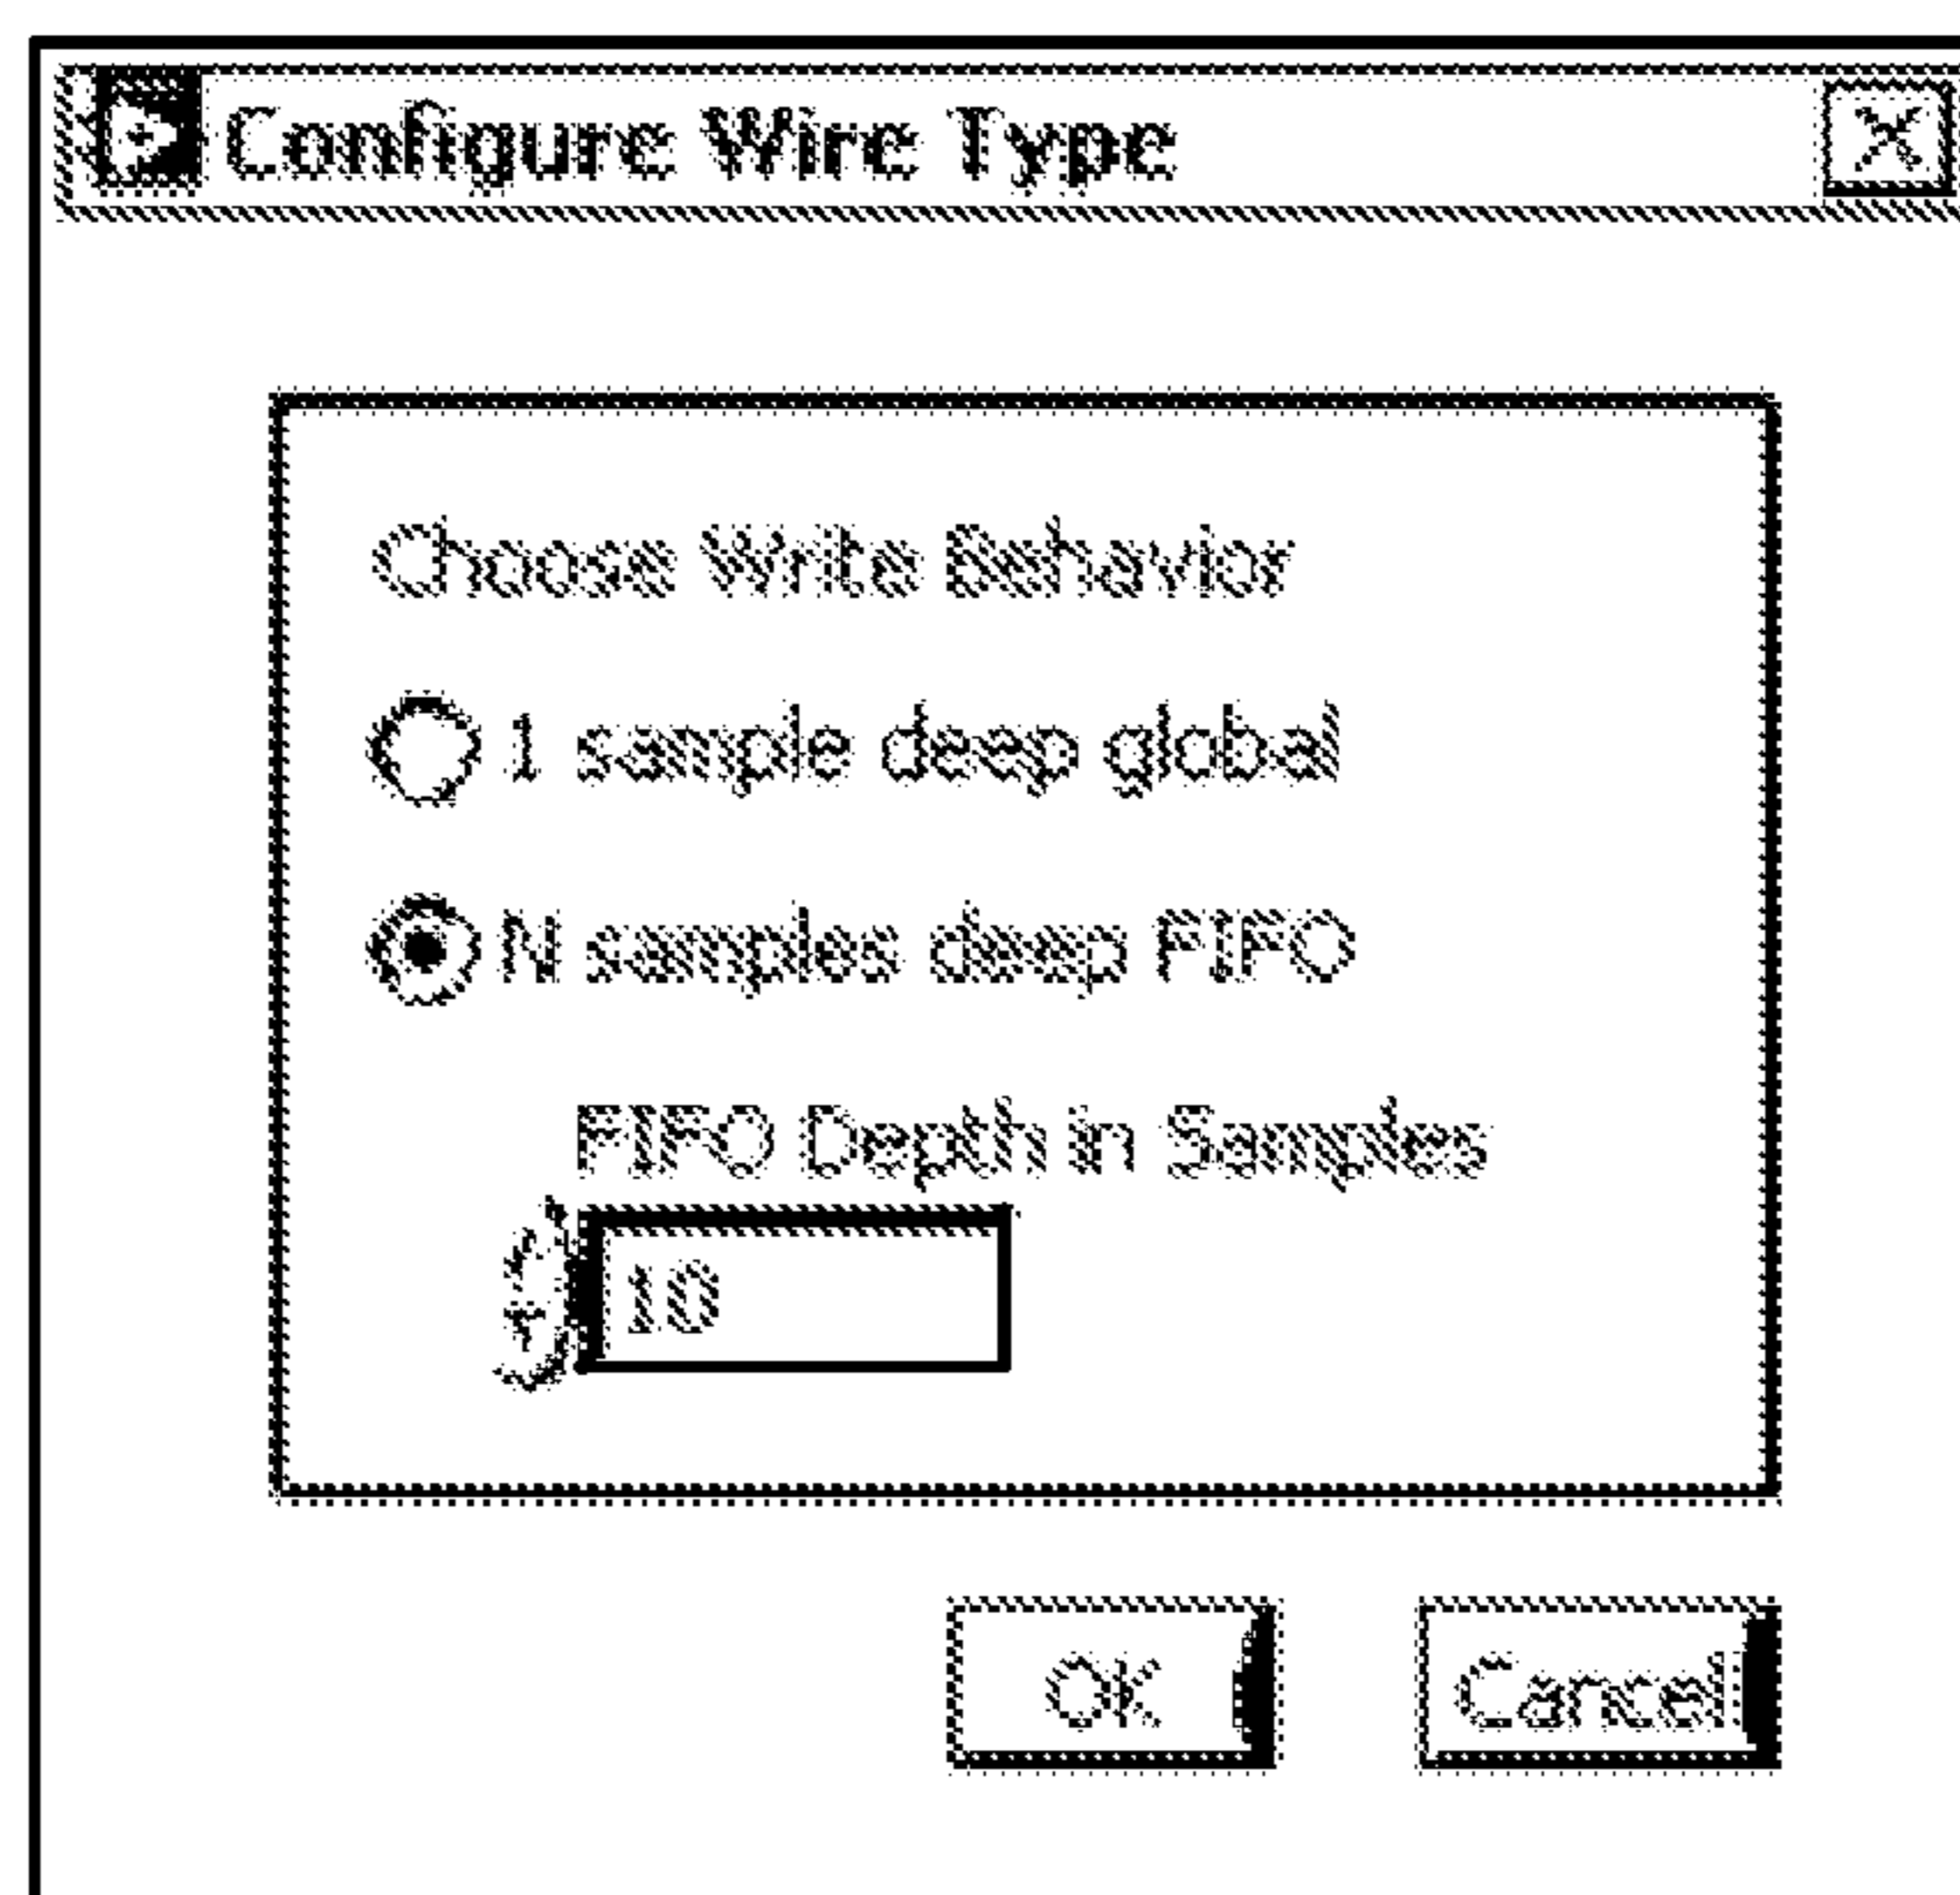 Configure Wire Type
Choose Write Behavior
1 sample deep global
N samples deep FIFO
FIFO Depth in Samples
10
OK
Cancel